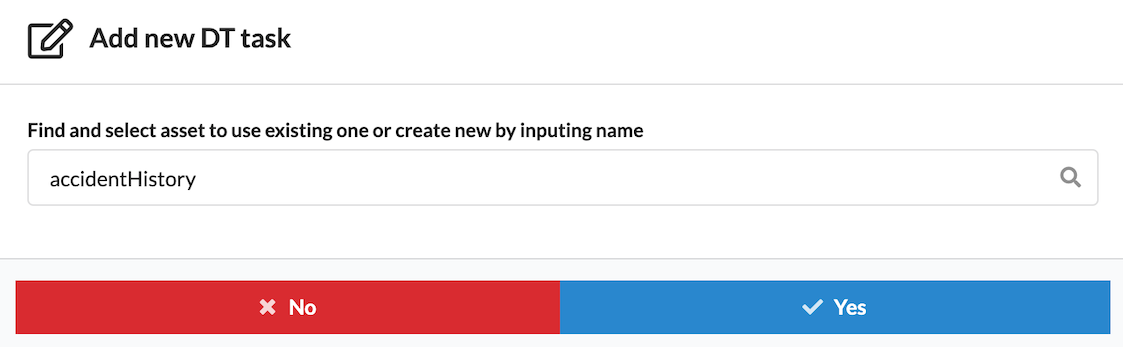 Add new DT task
Find and select asset to use existing one or create new by inputing name
accidentHistory
No
Yes